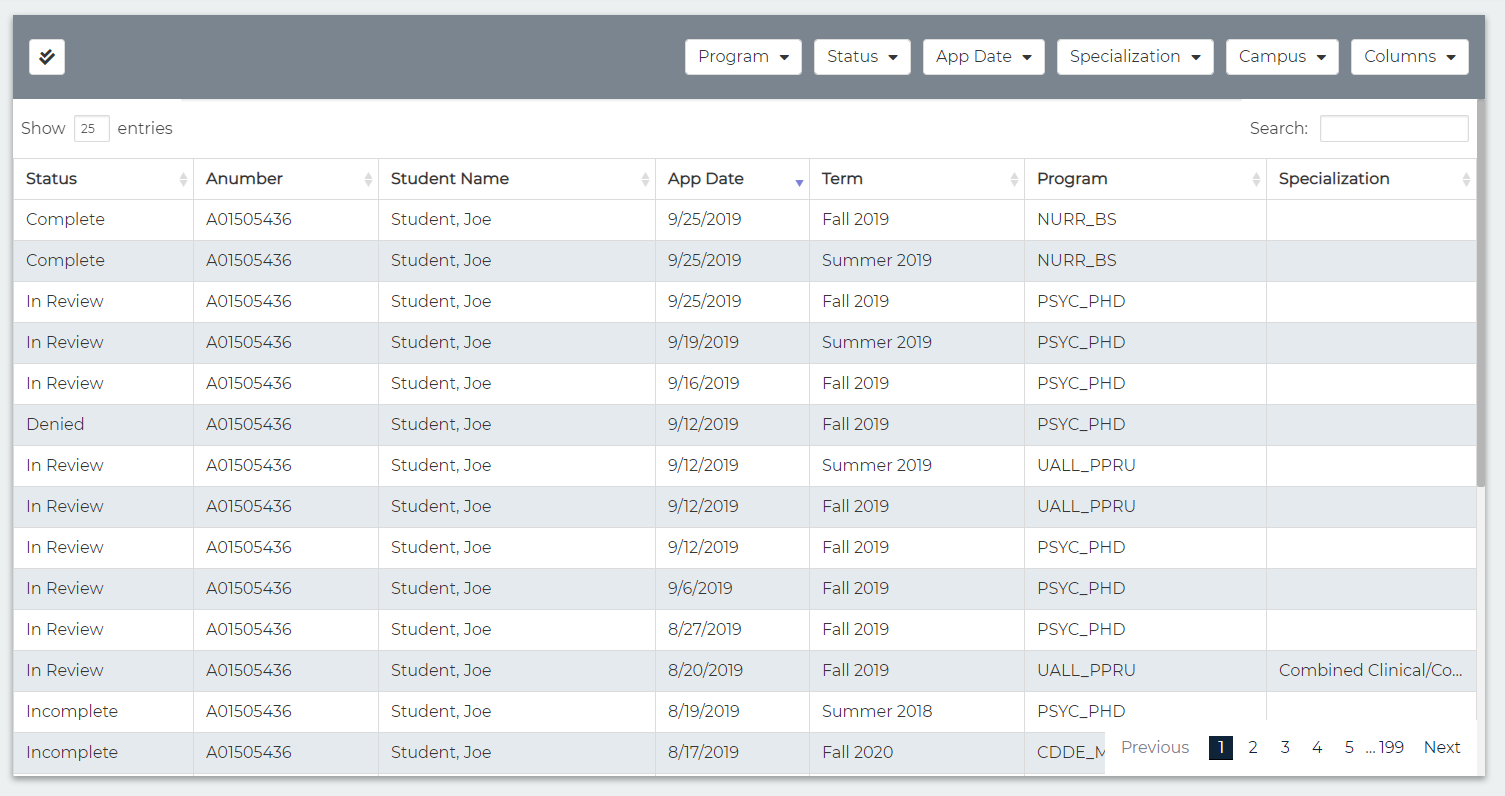 Program Status App Date Specialization Campus Columns
Show 25 entries Search:
Status Anumber Student Name App Date Term Program Specialization
Complete A01505436 Student, Joe 9/25/2019 Fall 2019 NURR_BS
Complete A01505436 Student, Joe 9/25/2019 Summer 2019 NURR_BS
In Review A01505436 Student, Joe 9/25/2019 Fall 2019 PSYC_PHD
In Review A01505436 Student, Joe 9/19/2019 Summer 2019 PSYC_PHD
In Review A01505436 Student, Joe 9/16/2019 Fall 2019 PSYC_PHD
Denied A01505436 Student, Joe 9/12/2019 Fall 2019 PSYC_PHD
In Review A01505436 Student, Joe 9/12/2019 Summer 2019 UALL_PPRU
In Review A01505436 Student, Joe 9/12/2019 Fall 2019 UALL_PPRU
In Review A01505436 Student, Joe 9/12/2019 Fall 2019 PSYC_PHD
In Review A01505436 Student, Joe 9/6/2019 Fall 2019 PSYC_PHD
In Review A01505436 Student, Joe 8/27/2019 Fall 2019 PSYC_PHD
In Review A01505436 Student, Joe 8/20/2019 Fall 2019 UALL_PPRU Combined Clinical/Co...
Incomplete A01505436 Student, Joe 8/19/2019 Summer 2018 PSYC_PHD
Incomplete A01505436 Student, Joe 8/17/2019 Fall 2020 CDDE_M
Previous 1 2 3 4 5 ... 199 Next